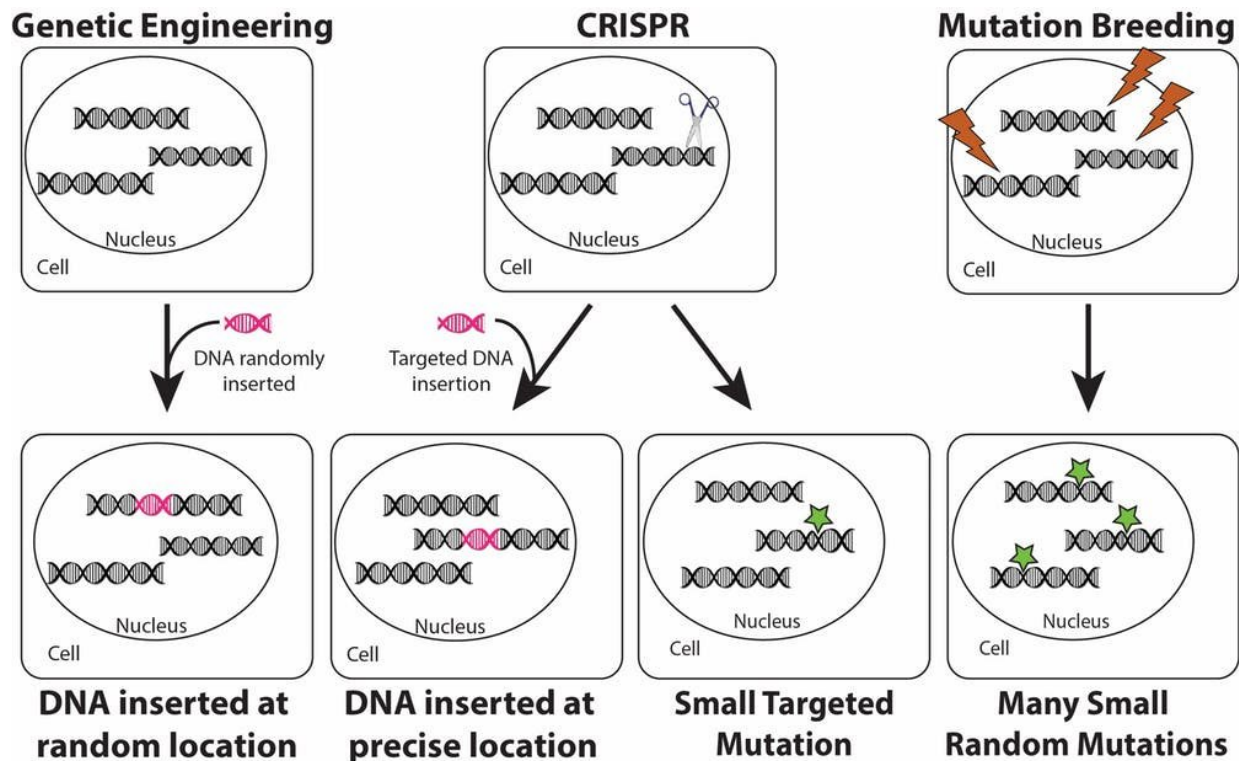 Genetic Engineering
CRISPR
Mutation Breeding
Nucleus
Cell
Nucleus
Cell
Nucleus
Cell
DNA randomly
inserted
Targeted DNA
insertion
Nucleus
Cell
Nucleus
Cell
Nucleus
Cell
Nucleus
Cell
DNA inserted at
random location
DNA inserted at
precise location
Small Targeted
Mutation
Many Small
Random Mutations